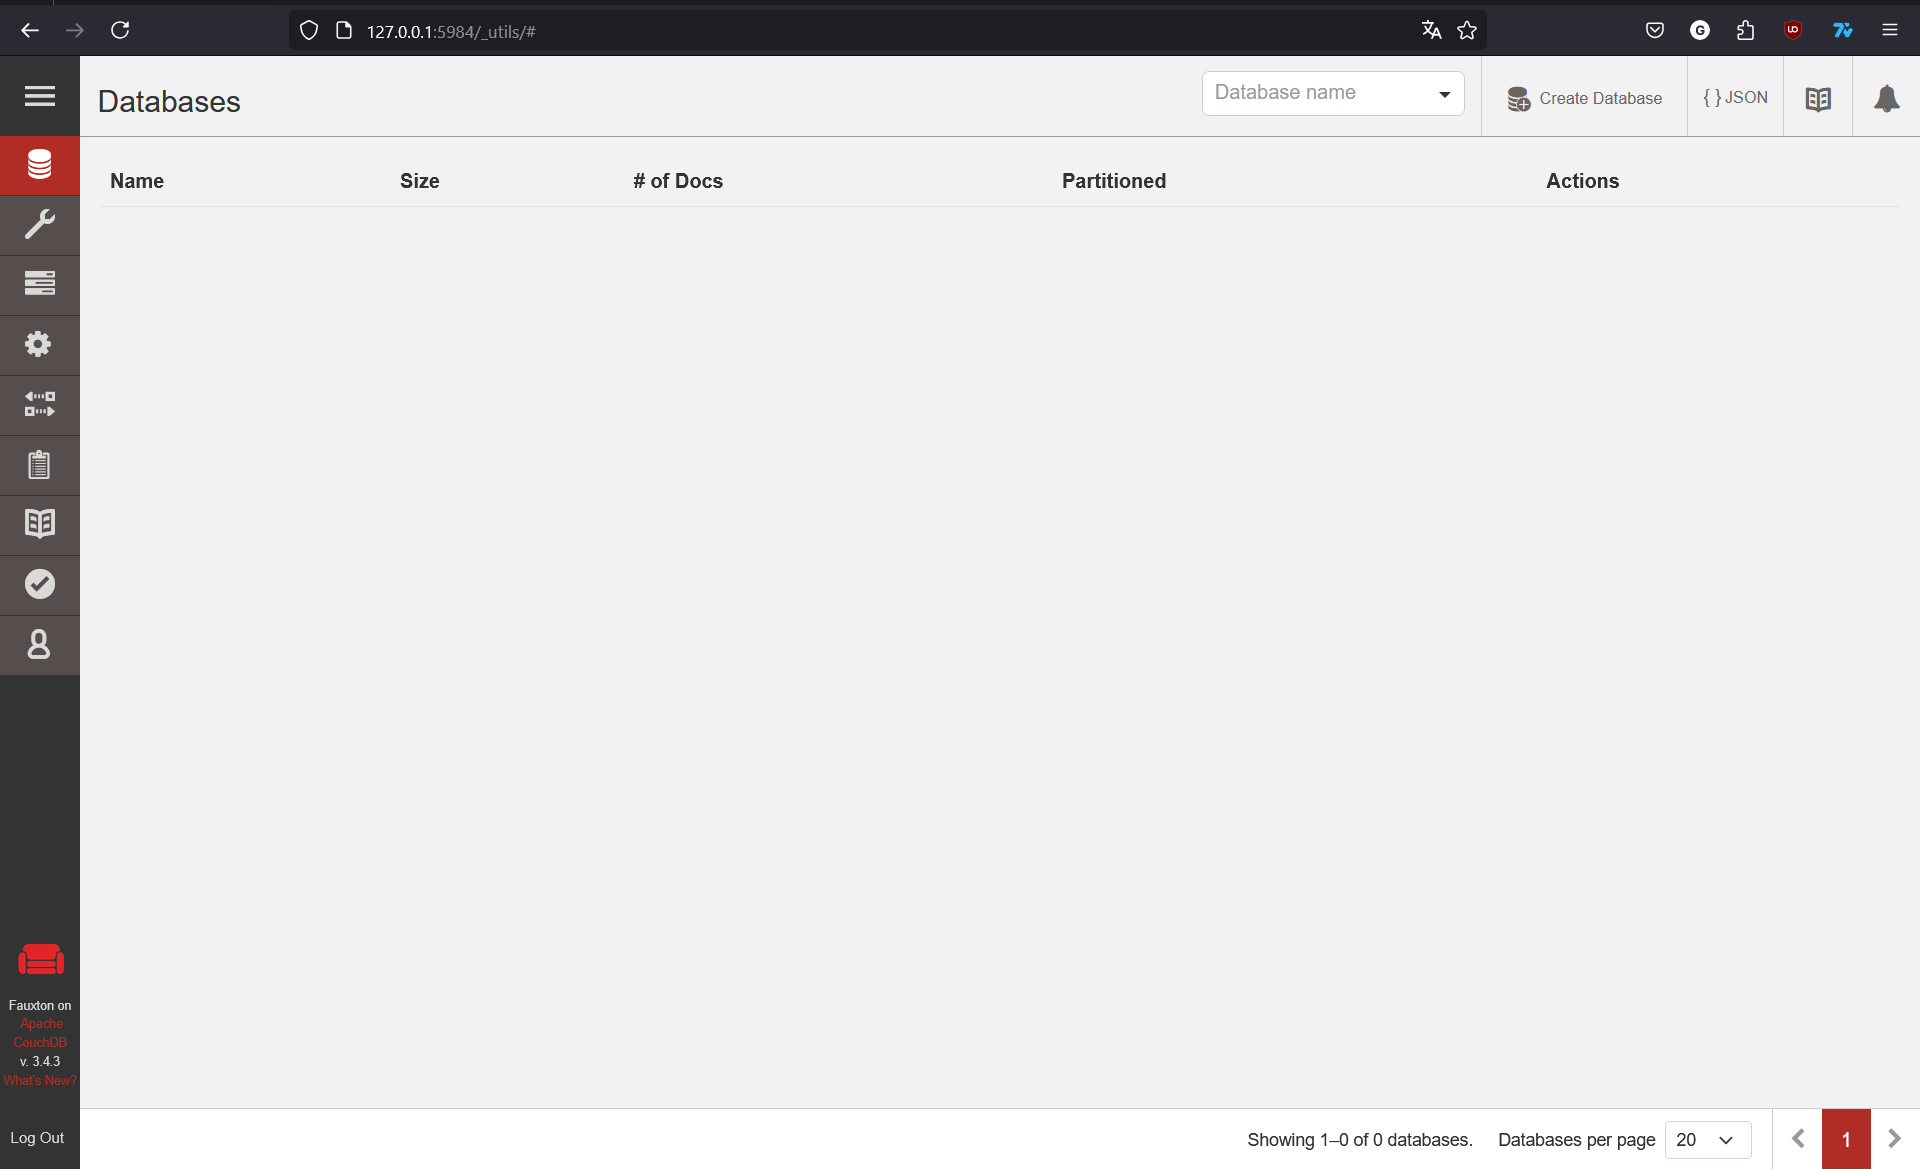 127.0.0.1:5984/_utils/#
Databases
Database name
Create Database
{ } JSON
Name Size # of Docs Partitioned Actions
Fauxton on
Apache
CouchDB
v. 3.4.3
What's New?
Log Out
Showing 1–0 of 0 databases. Databases per page 20 1